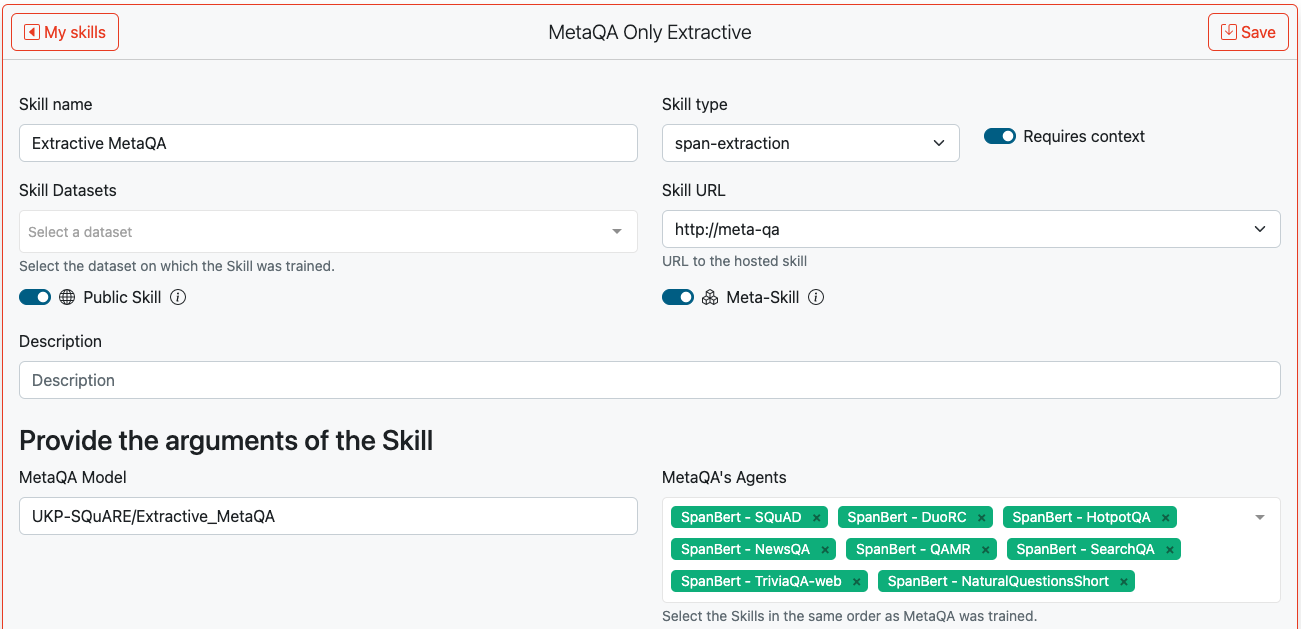 My skills
MetaQA Only Extractive
Save
Skill name
Skill type
Extractive MetaQA
span-extraction
Requires context
Skill Datasets
Skill URL
Select a dataset
http://meta-qa
Select the dataset on which the Skill was trained.
URL to the hosted skill
Public Skill
Meta-Skill
Description
Description
Provide the arguments of the Skill
MetaQA Model
MetaQA's Agents
UKP-SQuARE/Extractive_MetaQA
SpanBert - SQuAD × SpanBert - DuoRC × SpanBert - HotpotQA ×
SpanBert - NewsQA × SpanBert - QAMR × SpanBert - SearchQA ×
SpanBert - TriviaQA-web × SpanBert - NaturalQuestionsShort ×
Select the Skills in the same order as MetaQA was trained.